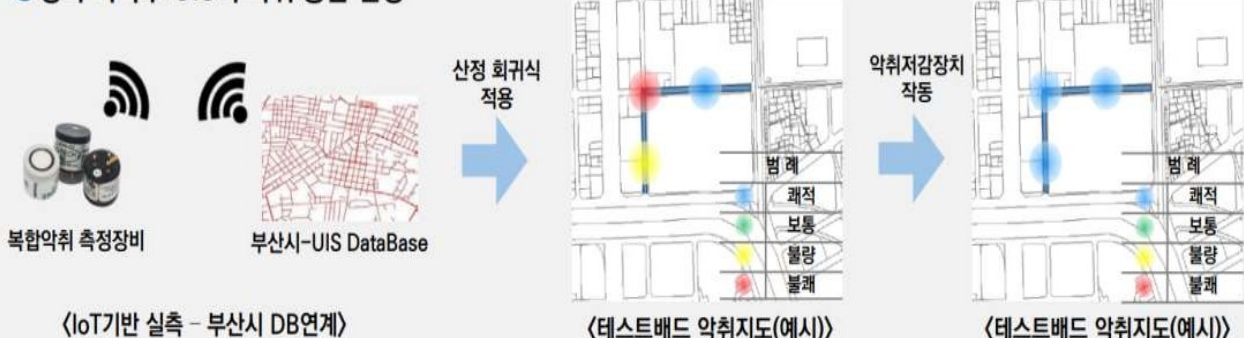 산정 회귀식
적용
악취저감장치
작동
복합악취 측정장비
부산시-UIS DataBase
범 례
쾌적
보통
불량
불쾌
범 례
쾌적
보통
불량
불쾌
<IoT기반 실측 - 부산시 DB연계>
<테스트배드 악취지도(예시)>
<테스트배드 악취지도(예시)>